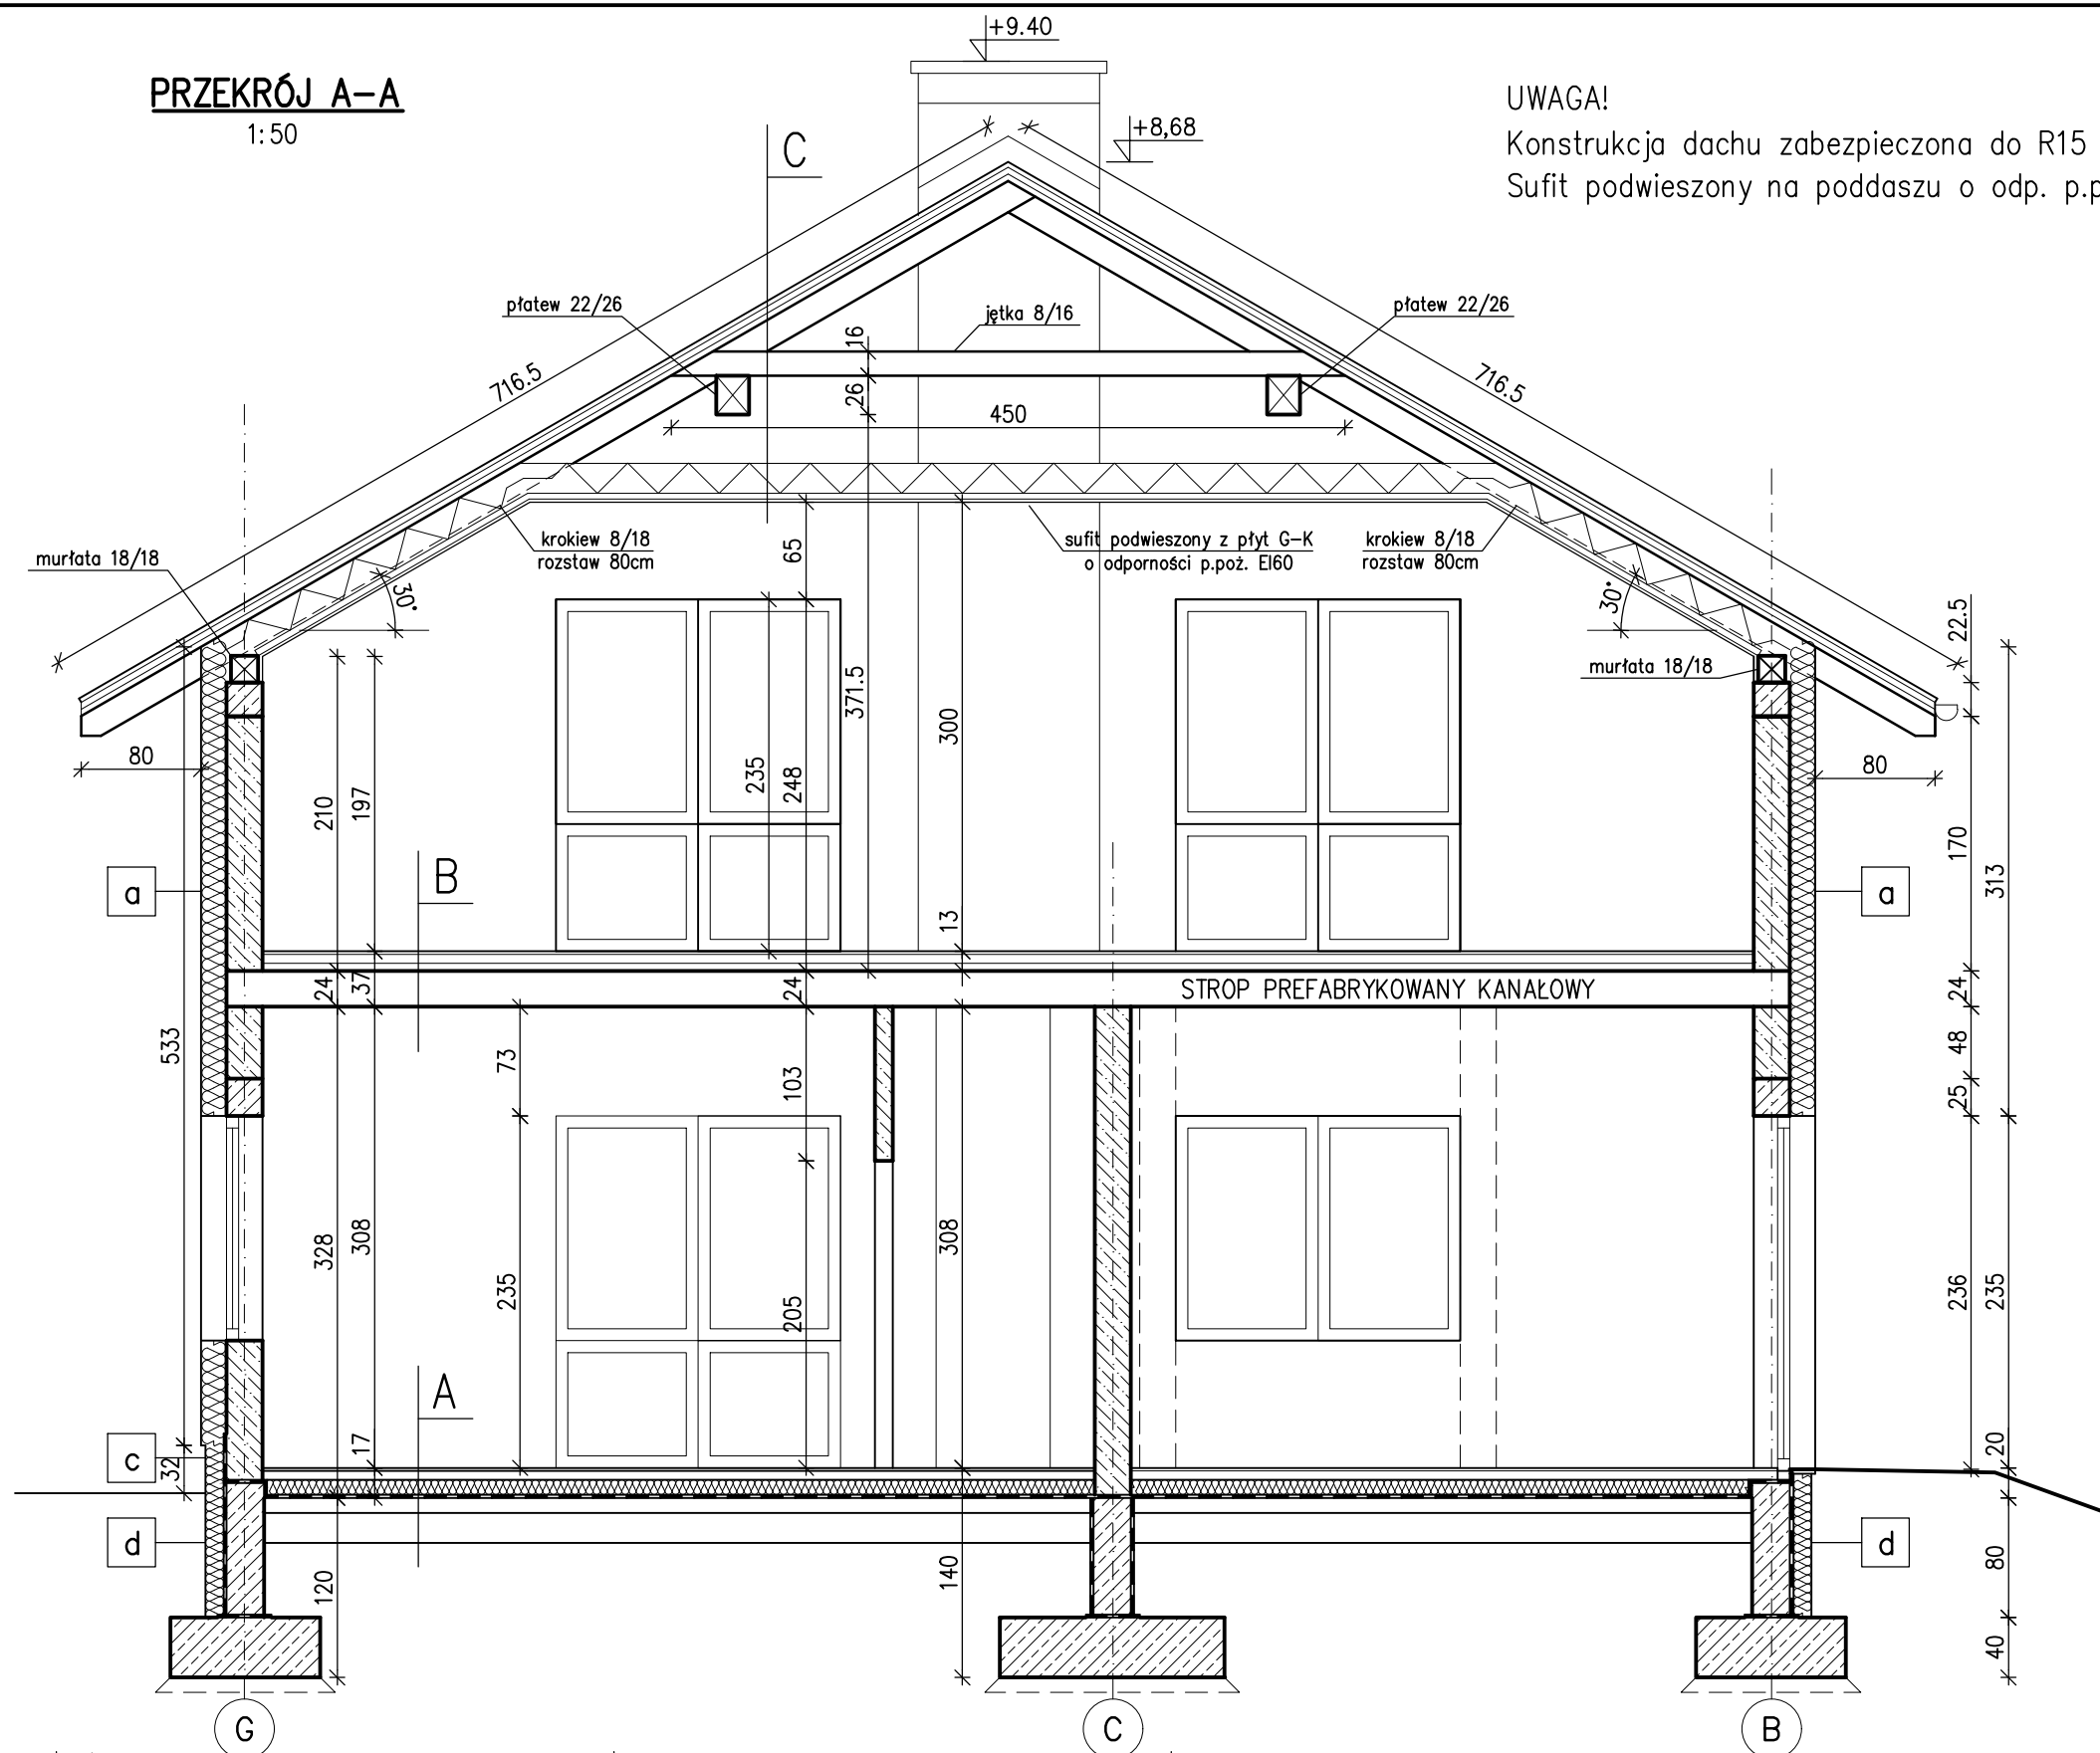 +9.40
PRZEKRÓJ A-A
1:50
UWAGA!
Konstrukcja dachu zabezpieczona do R15
Sufit podwieszony na poddaszu o odp. p.p
C
+8,68
płatew 22/26
jętka 8/16
płatew 22/26
16
26
716.5
716.5
450
krokiew 8/18
rozstaw 80cm
65
sufit podwieszony z płyt G-K
o odporności p.poż. EI60
krokiew 8/18
rozstaw 80cm
murłata 18/18
30°
30°
22.5
murłata 18/18
371.5
300
80
80
235
248
210
197
170
313
a
B
a
13
24
37
24
STROP PREFABRYKOWANY KANAŁOWY
24
533
73
103
48
25
328
308
235
205
308
236
235
A
17
20
c
32
d
d
120
140
80
40
G
C
B